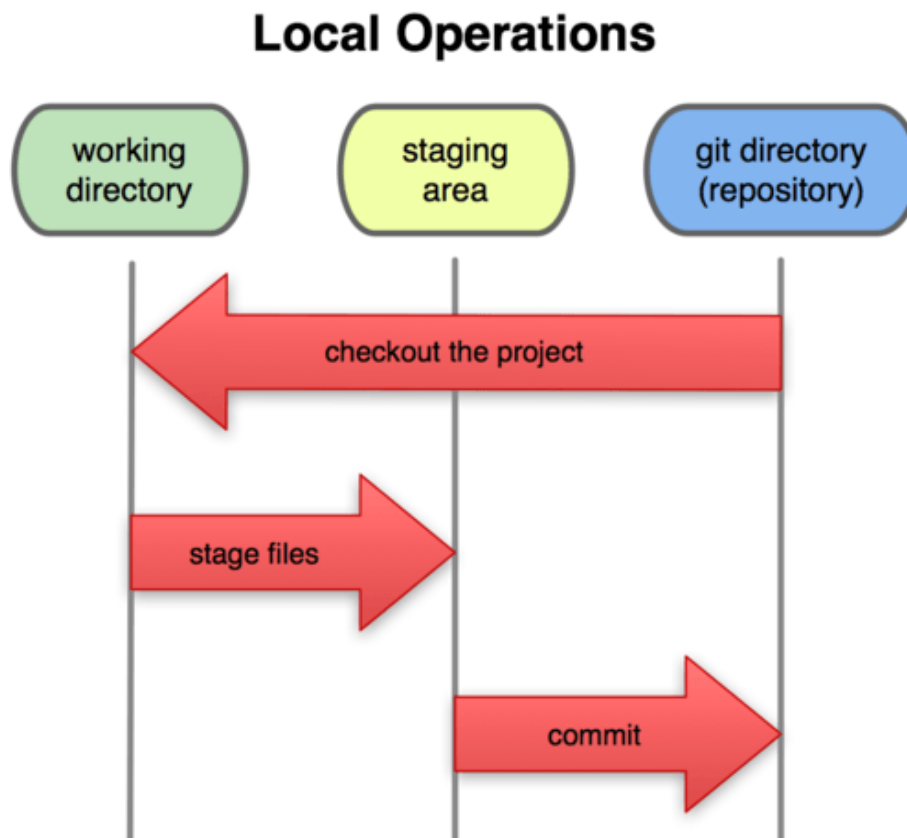 Local Operations
working
directory
staging
area
git directory
(repository)
checkout the project
stage files
commit